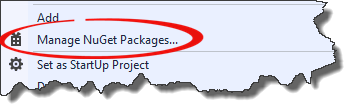 Add
Manage NuGet Packages...
Set as StartUp Project